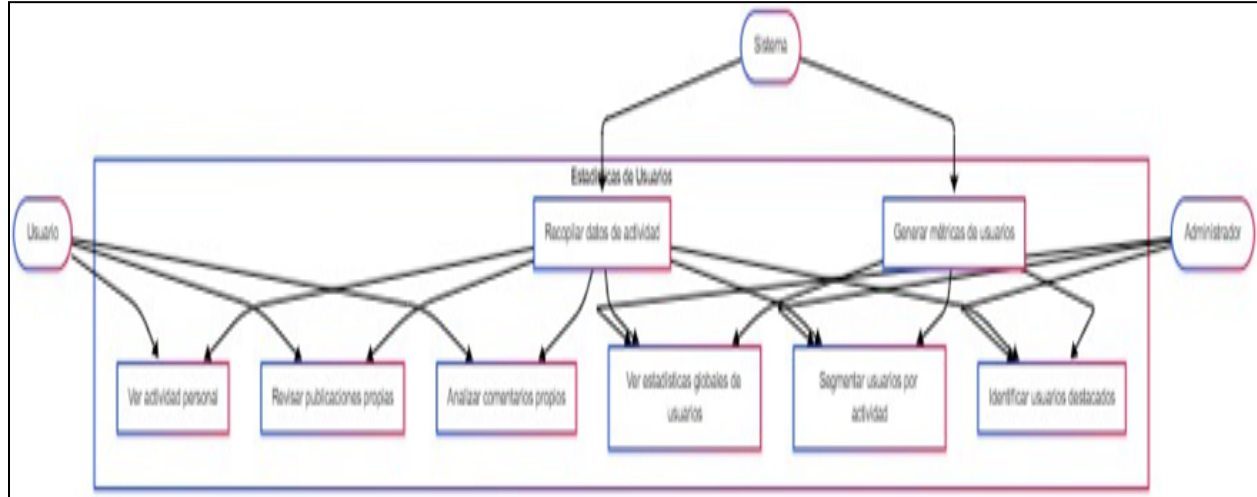 Sistema
Estadísticas de Usuarios
Usuario
Recopilar datos de actividad
Generar métricas de usuarios
Administrador
Ver actividad personal
Revisar publicaciones propias
Analizar comentarios propios
Ver estadísticas globales de
usuarios
Segmentar usuarios por
actividad
Identificar usuarios destacados